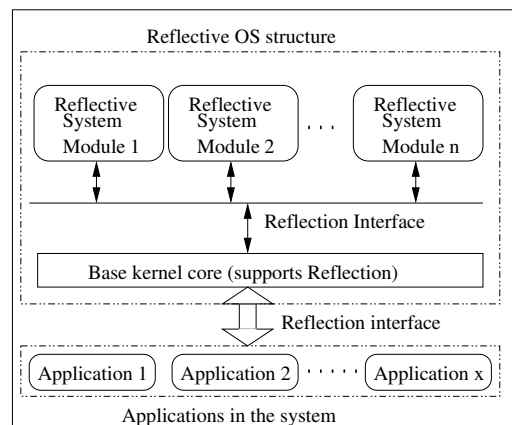 Reflective OS structure
Reflective
System
Module 1
Reflective
System
Module 2
. . .
Reflective
System
Module n
Reflection Interface
Base kernel core (supports Reflection)
Reflection interface
Application 1
Application 2
. . . . .
Application x
Applications in the system